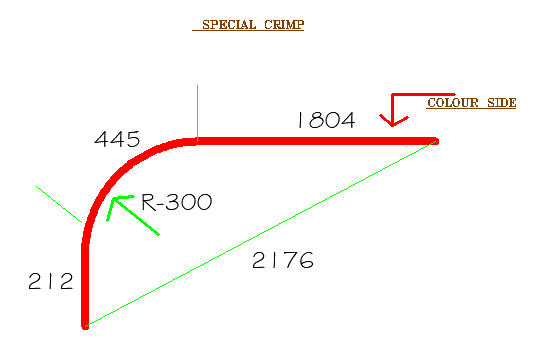 SPECIAL CRIMP
1804
COLOUR SIDE
445
R-300
2176
212